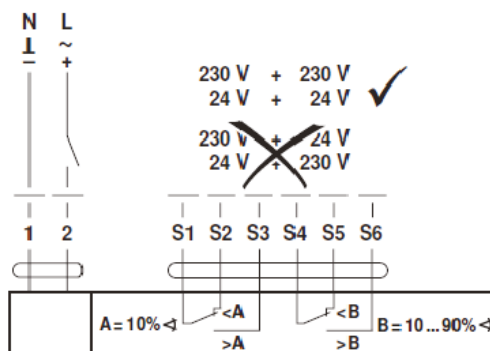 N L
⊥ ~
− +
230 V + 230 V
24 V + 24 V
230 V + 24 V
24 V + 230 V
1 2 S1 S2 S3 S4 S5 S6
A = 10% <A <B B = 10 ... 90%
>A >B